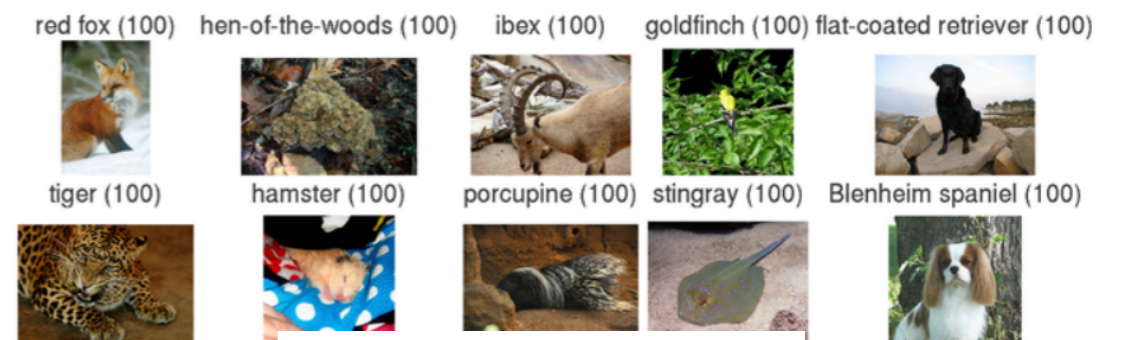 red fox (100) hen-of-the-woods (100) ibex (100) goldfinch (100) flat-coated retriever (100)
tiger (100) hamster (100) porcupine (100) stingray (100) Blenheim spaniel (100)